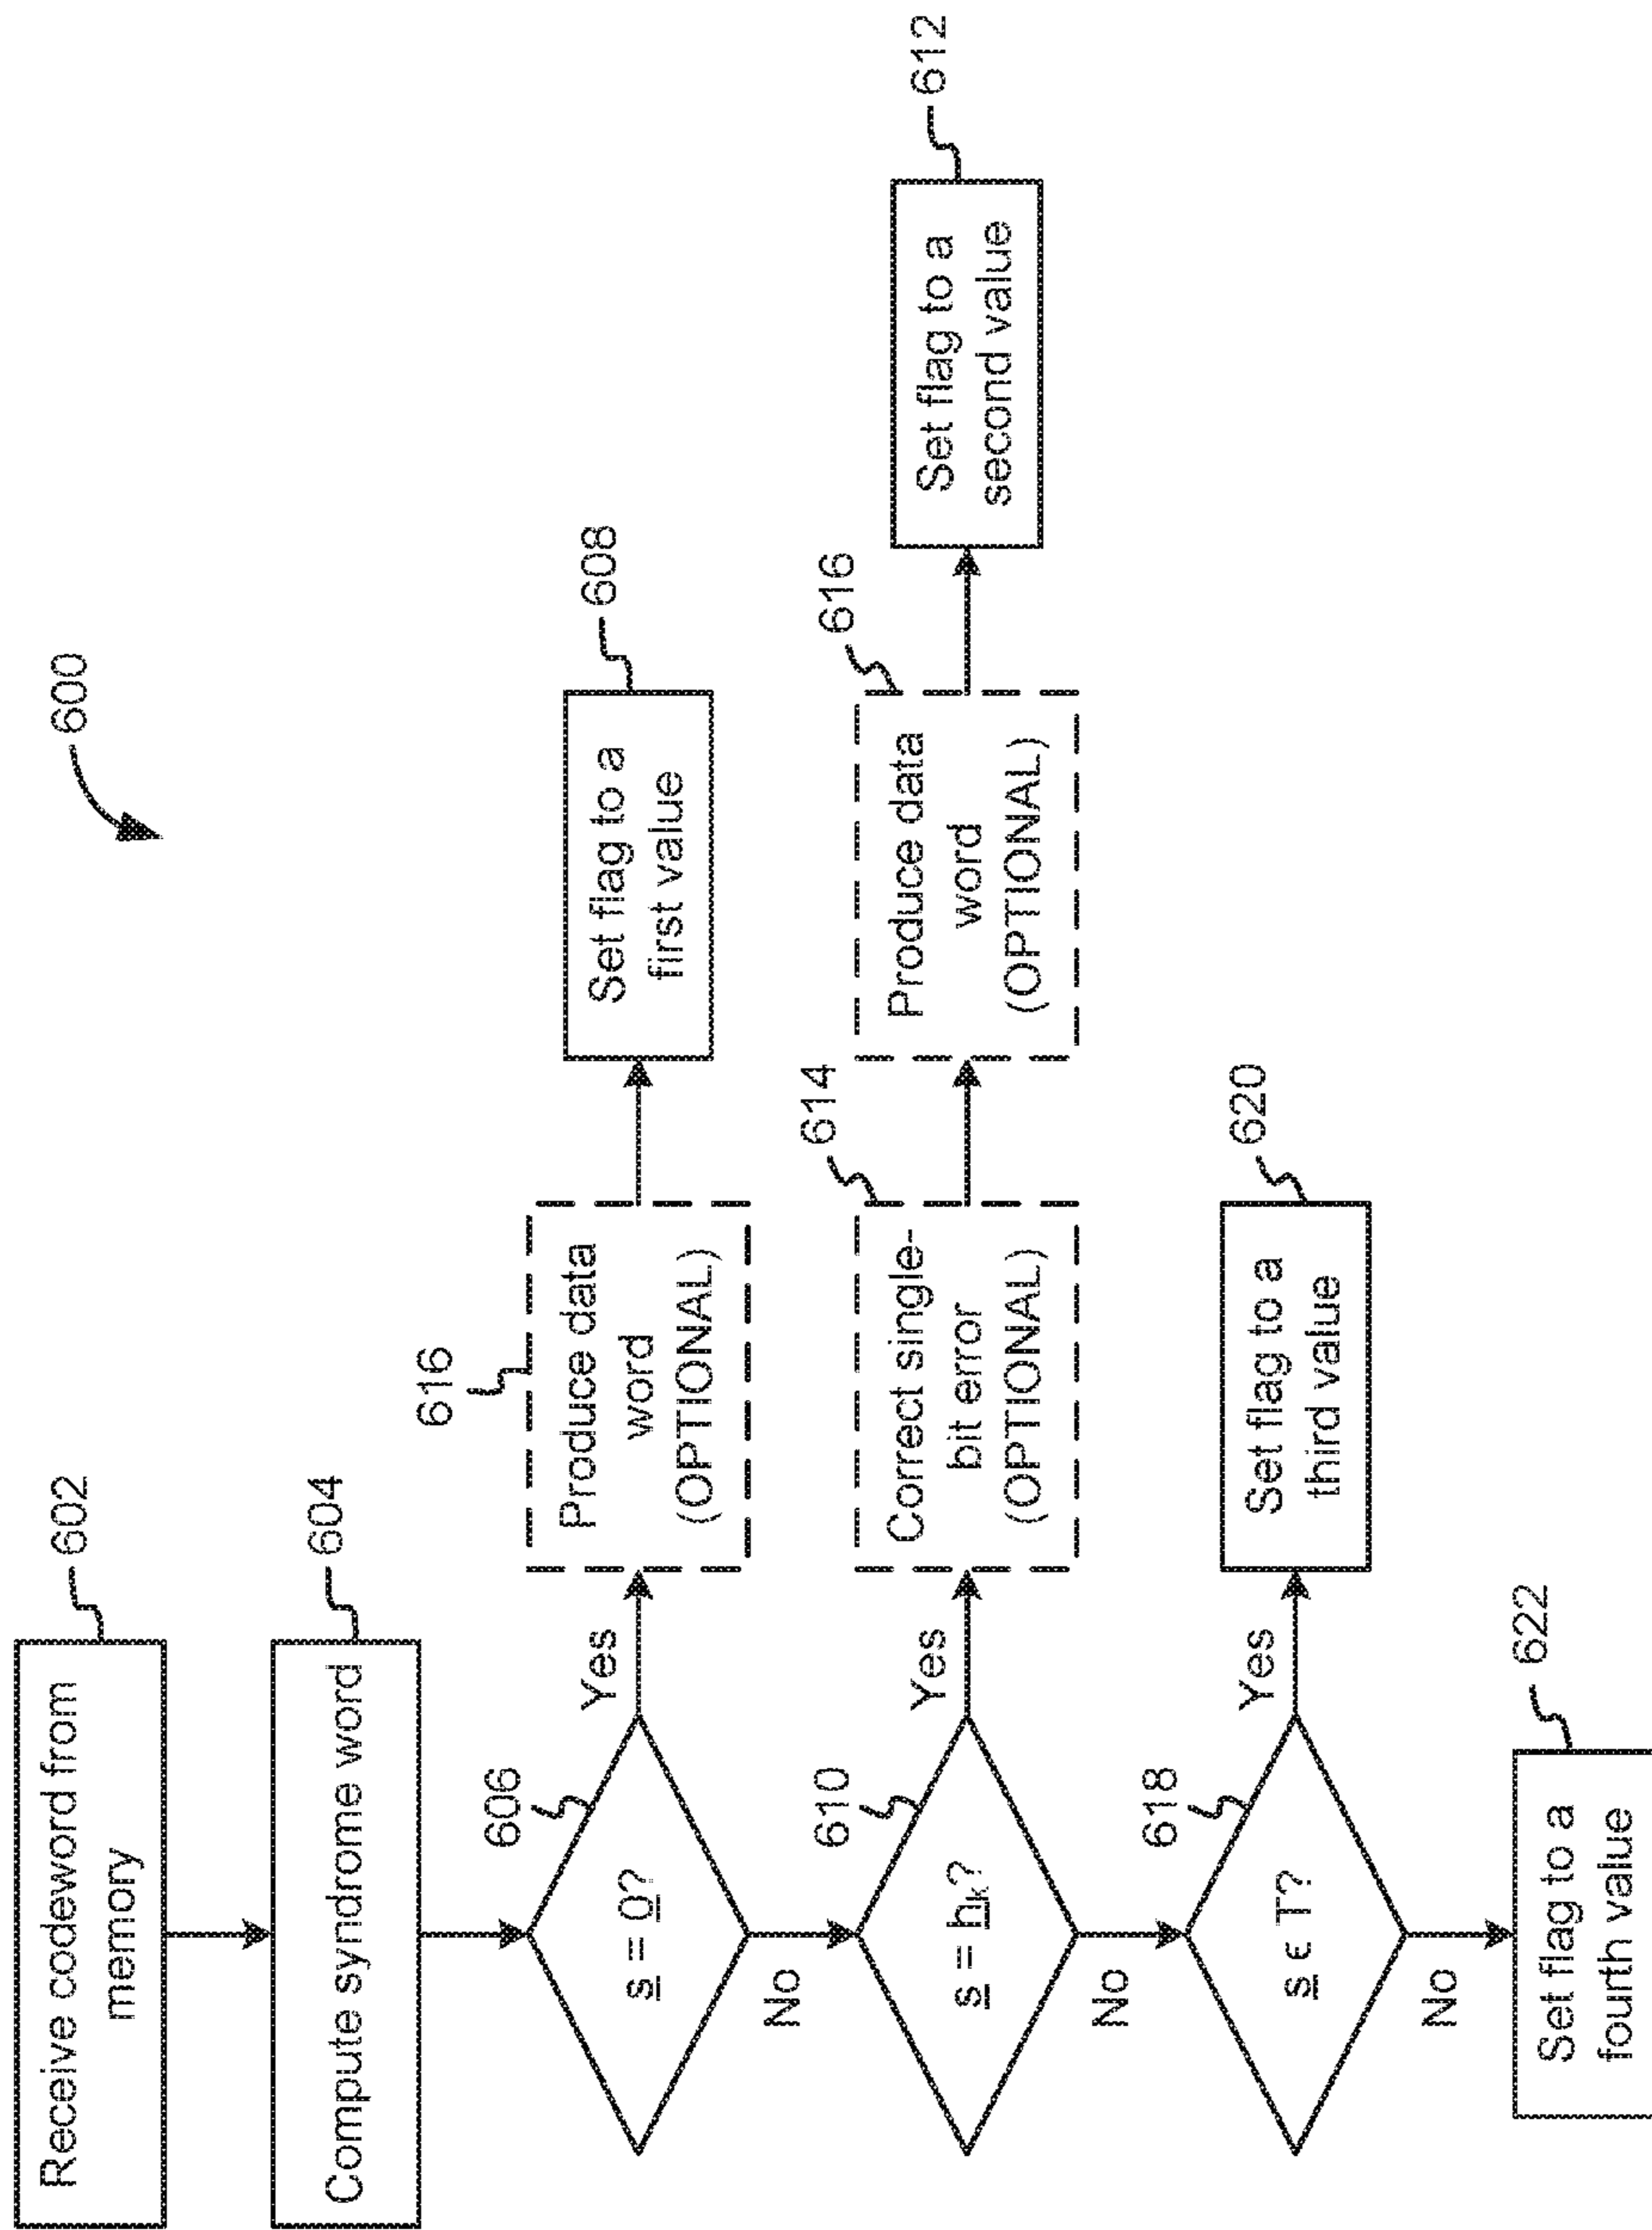 600
Receive codeword from
memory
602
Compute syndrome word
604
606
s = 0?
Yes
No
616
Produce data
word
(OPTIONAL)
Set flag to a
first value
608
610
s = hk?
Yes
No
614
Correct single-
bit error
(OPTIONAL)
616
Produce data
word
(OPTIONAL)
Set flag to a
second value
612
618
s ϵ T?
Yes
No
Set flag to a
third value
620
Set flag to a
fourth value
622